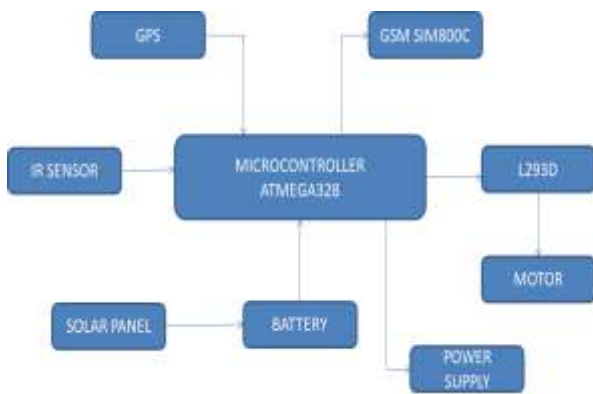 GPS
GSM SIM800C
IR SENSOR
MICROCONTROLLER
ATMEGA328
L293D
MOTOR
SOLAR PANEL
BATTERY
POWER
SUPPLY